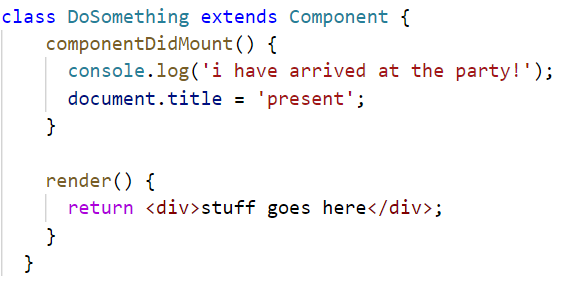 class DoSomething extends Component {
    componentDidMount() {
      console.log('i have arrived at the party!');
      document.title = 'present';
    }

    render() {
      return <div>stuff goes here</div>;
    }
  }